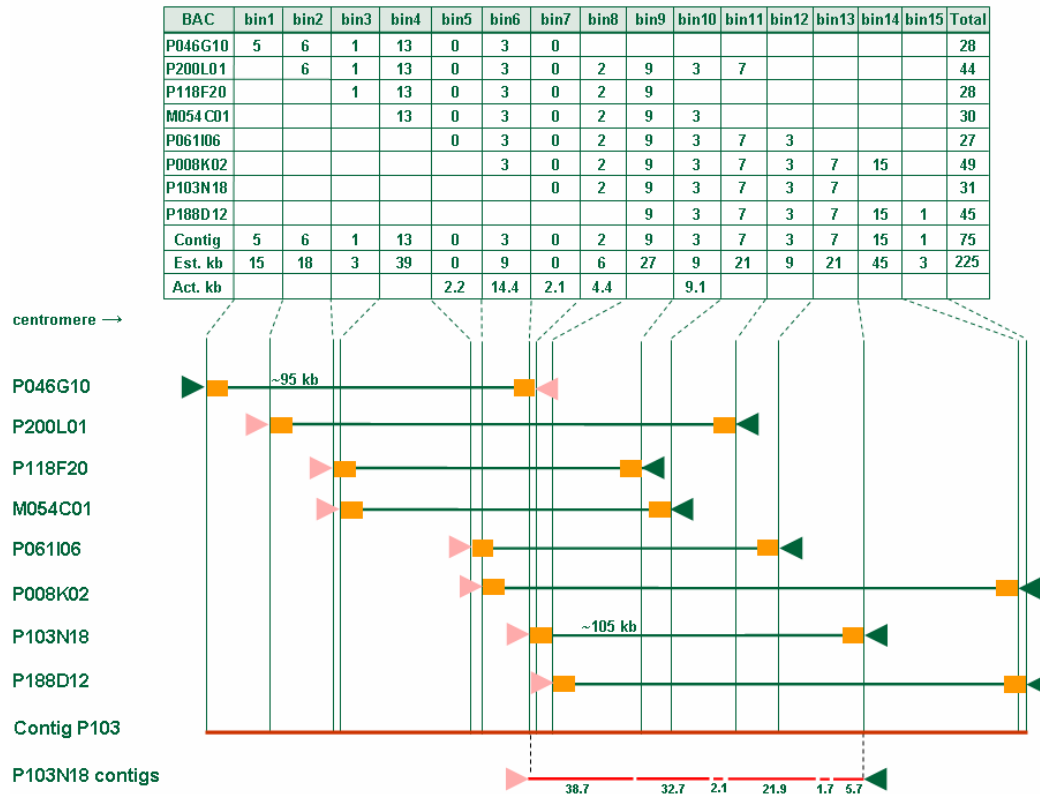 BAC bin1 bin2 bin3 bin4 bin5 bin6 bin7 bin8 bin9 bin10 bin11 bin12 bin13 bin14 bin15 Total
P046G10 5 6 1 13 0 3 0 28
P200L01 6 1 13 0 3 0 2 9 3 7 44
P118F20 1 13 0 3 0 2 9 28
M054C01 13 0 3 0 2 9 3 30
P061I06 0 3 0 2 9 3 7 3 27
P008K02 3 0 2 9 3 7 3 7 15 49
P103N18 0 2 9 3 7 3 7 31
P188D12 9 3 7 3 7 15 1 45
Contig 5 6 1 13 0 3 0 2 9 3 7 3 7 15 1 75
Est. kb 15 18 3 39 0 9 0 6 27 9 21 9 21 45 3 225
Act. kb 2.2 14.4 2.1 4.4 9.1
centromere →
P046G10 ~95 kb
P200L01
P118F20
M054C01
P061I06
P008K02
P103N18 ~105 kb
P188D12
Contig P103
P103N18 contigs
38.7 32.7 2.1 21.9 1.7 5.7